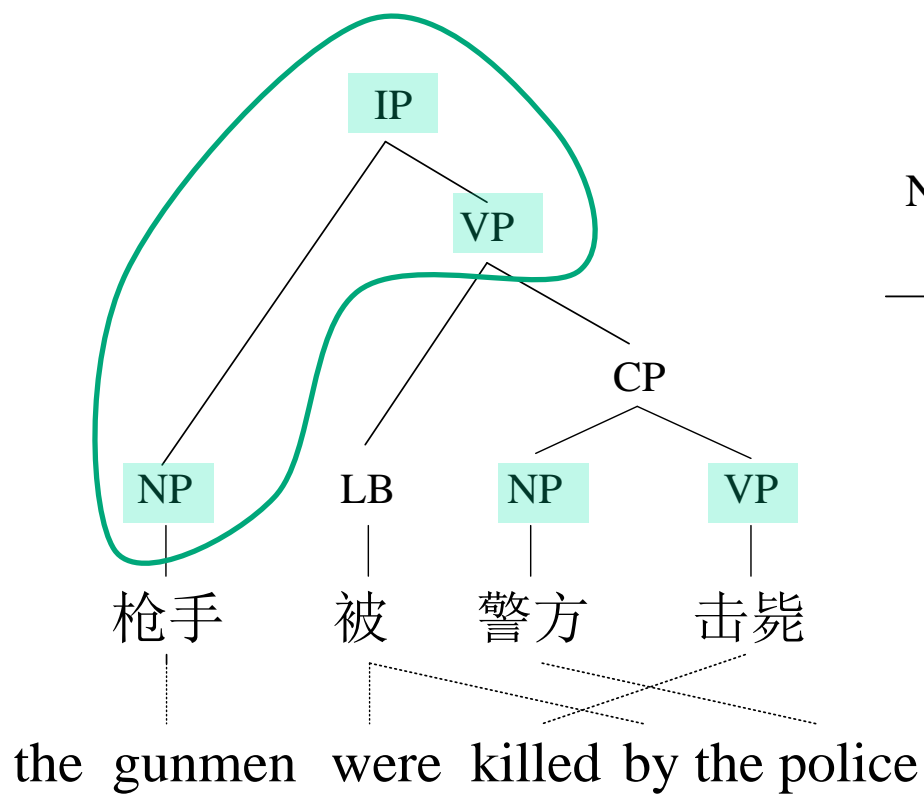 IP
N
VP
CP
NP LB NP VP
枪手 被 警方 击毙
the gunmen were killed by the police